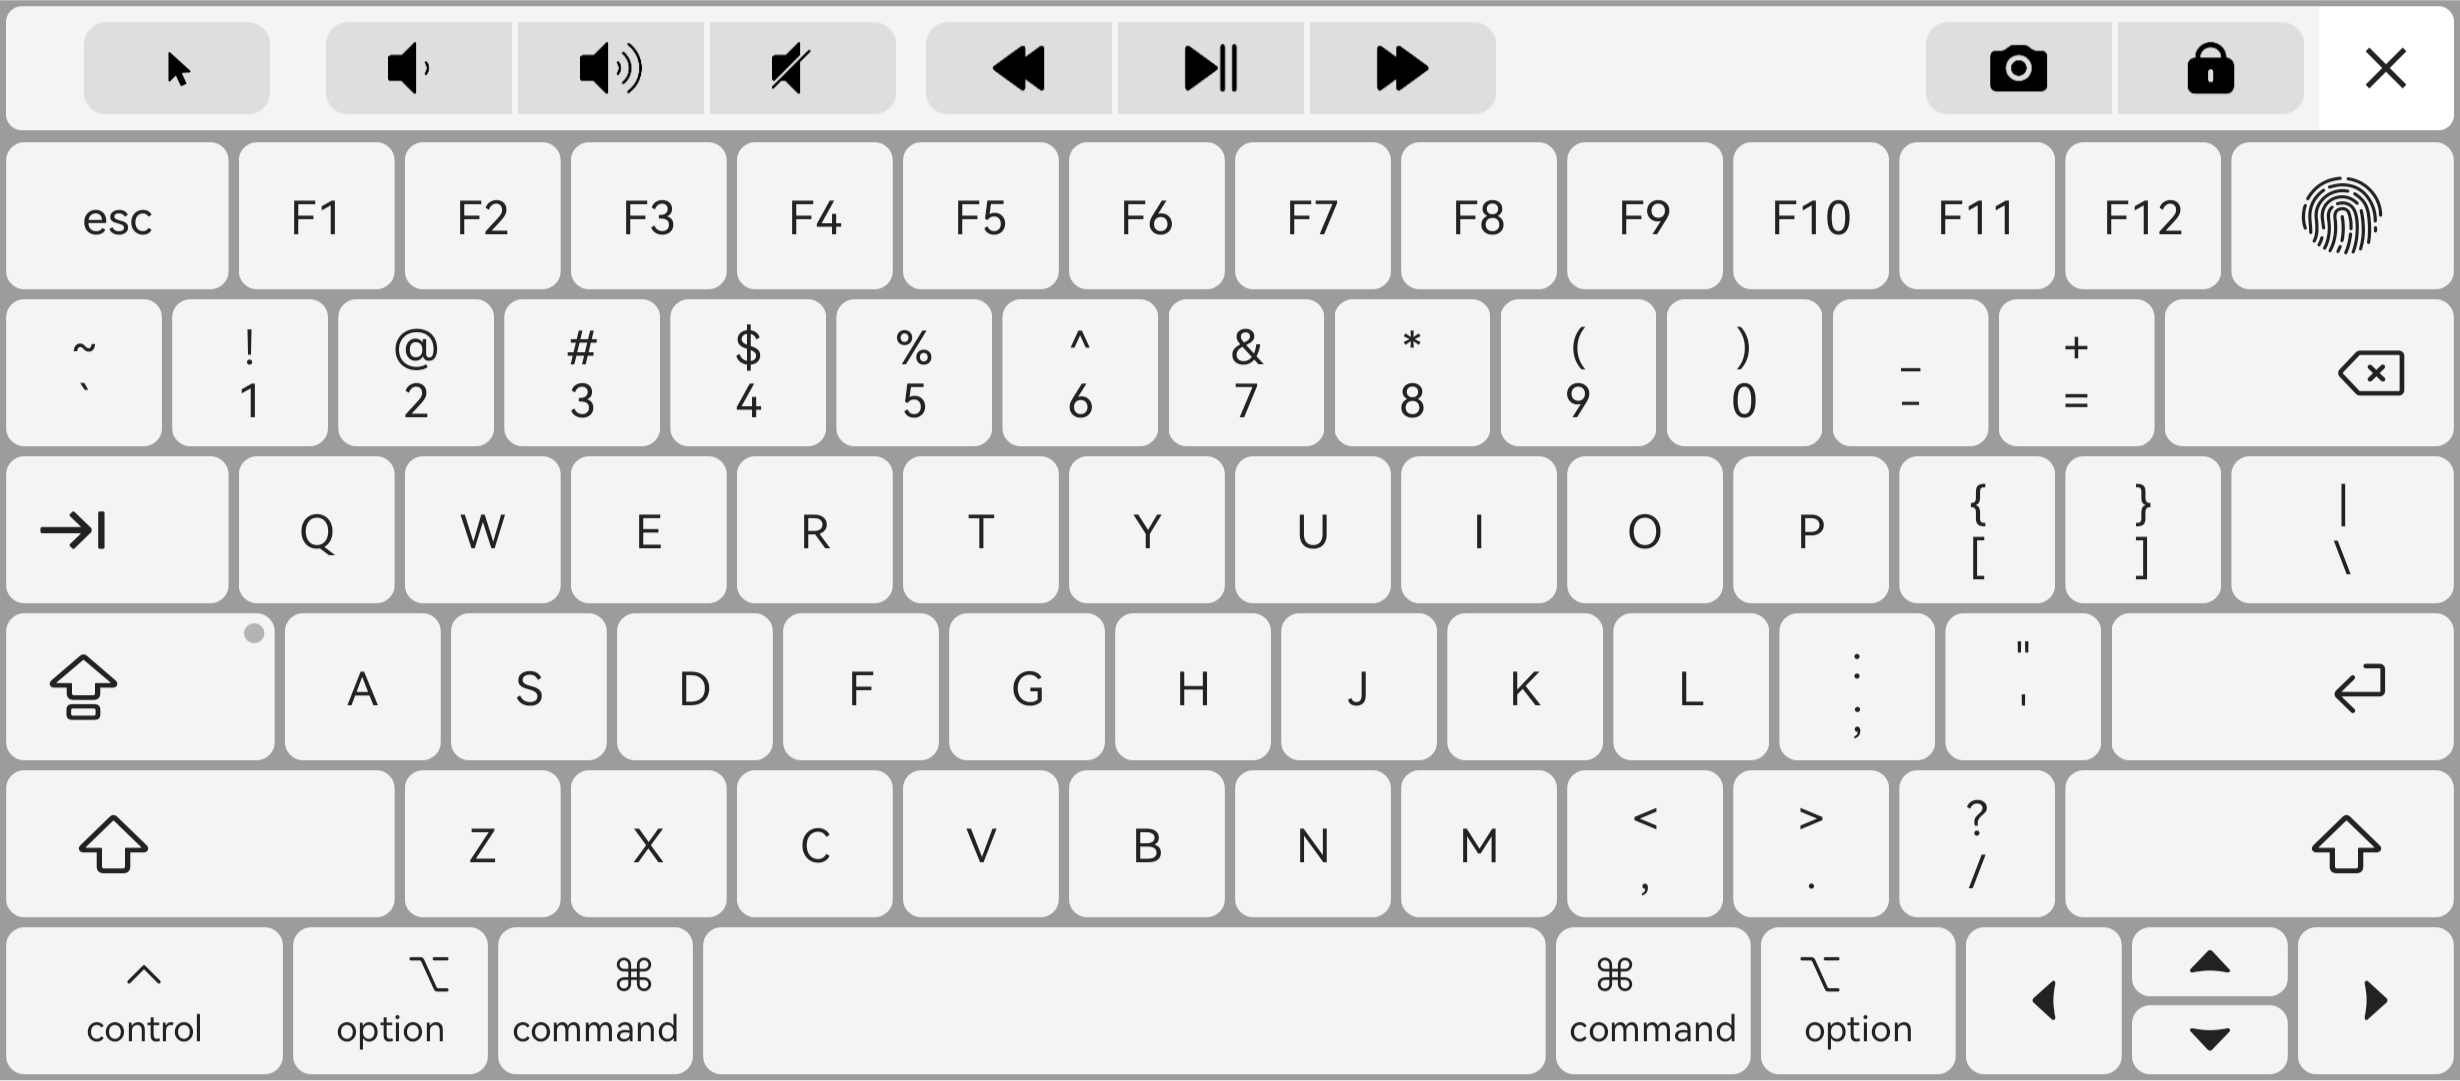 esc F1 F2 F3 F4 F5 F6 F7 F8 F9 F10 F11 F12
~ ! @ # $ % ^ & * ( ) _ +
` 1 2 3 4 5 6 7 8 9 0 - =
Q W E R T Y U I O P { } |
[ ] \
A S D F G H J K L : "
; '
Z X C V B N M < > ?
, . /
^ ⌥ ⌘ ⌘ ⌥
control option command command option